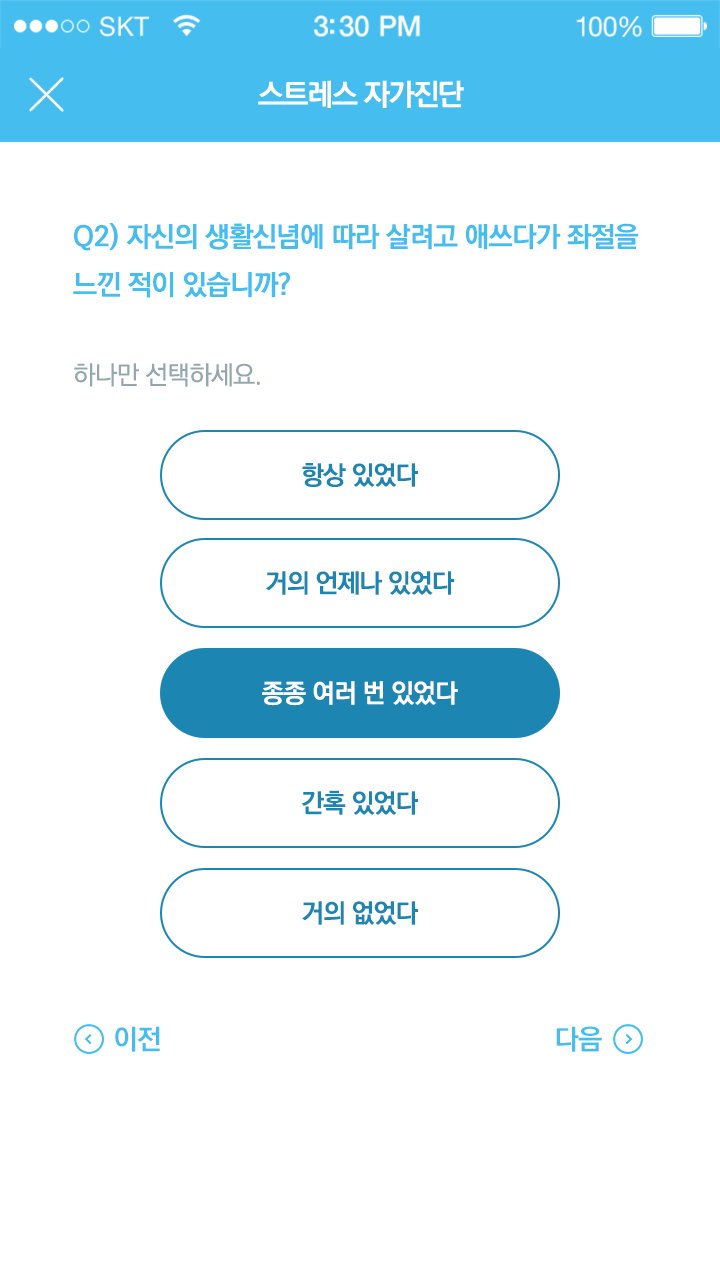 SKT 3:30 PM 100%
스트레스 자가진단
Q2) 자신의 생활신념에 따라 살려고 애쓰다가 좌절을
느낀 적이 있습니까?
하나만 선택하세요.
항상 있었다
거의 언제나 있었다
종종 여러 번 있었다
간혹 있었다
거의 없었다
이전 다음